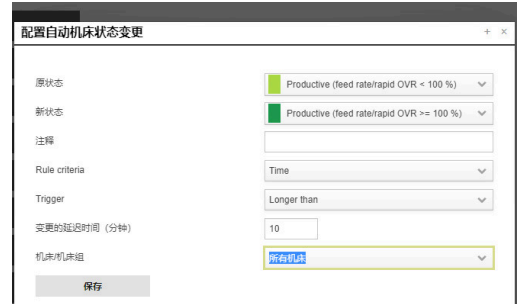 配置自动机床状态变更
原状态 Productive (feed rate/rapid OVR < 100 %)
新状态 Productive (feed rate/rapid OVR >= 100 %)
注释
Rule criteria Time
Trigger Longer than
变更的延迟时间（分钟） 10
机床/机床组 所有机床
保存